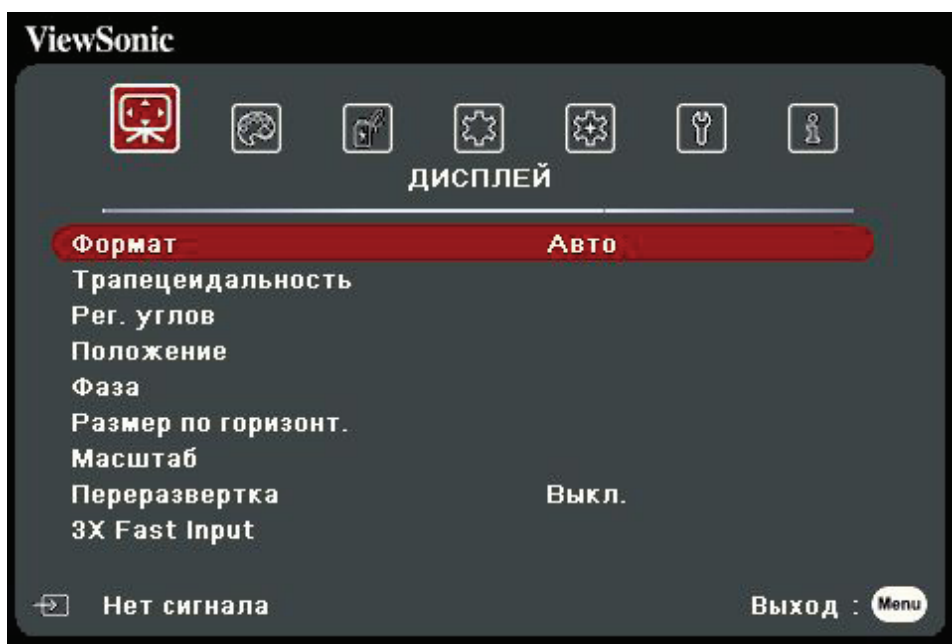 ViewSonic
ДИСПЛЕЙ
Формат Авто
Трапецеидальность
Рег. углов
Положение
Фаза
Размер по горизонт.
Масштаб
Переразвертка Выкл.
3X Fast Input
Нет сигнала Выход : Menu